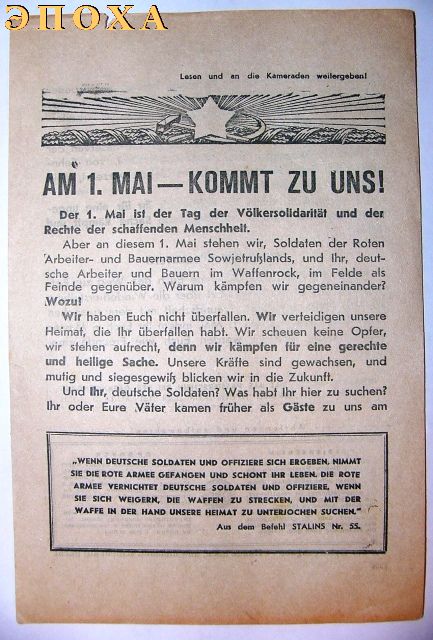 ЭПОХА
Lesen und an die Kameraden weitergeben!
AM 1. MAI — KOMMT ZU UNS!
Der 1. Mai ist der Tag der Völkersolidarität und der
Rechte der schaffenden Menschheit.
Aber an diesem 1. Mai stehen wir, Soldaten der Roten
Arbeiter- und Bauernarmee Sowjetrußlands, und Ihr, deut-
sche Arbeiter und Bauern im Waffenrock, im Felde als
Feinde gegenüber. Warum kämpfen wir gegeneinander?
Wozu?
Wir haben Euch nicht überfallen. Wir verteidigen unsere
Heimat, die Ihr überfallen habt. Wir scheuen keine Opfer,
wir stehen aufrecht, denn wir kämpfen für eine gerechte
und heilige Sache. Unsere Kräfte sind gewachsen, und
mutig und siegesgewiß blicken wir in die Zukunft.
Und Ihr, deutsche Soldaten? Was habt Ihr hier zu suchen?
Ihr oder Eure Väter kamen früher als Gäste zu uns am
„WENN DEUTSCHE SOLDATEN UND OFFIZIERE SICH ERGEBEN, NIMMT
SIE DIE ROTE ARMEE GEFANGEN UND SCHONT IHR LEBEN. DIE ROTE
ARMEE VERNICHTET DEUTSCHE SOLDATEN UND OFFIZIERE, WENN
SIE SICH WEIGERN, DIE WAFFEN ZU STRECKEN, UND MIT DER
WAFFE IN DER HAND UNSERE HEIMAT ZU UNTERJOCHEN SUCHEN.“
Aus dem Befehl STALINS Nr. 55.